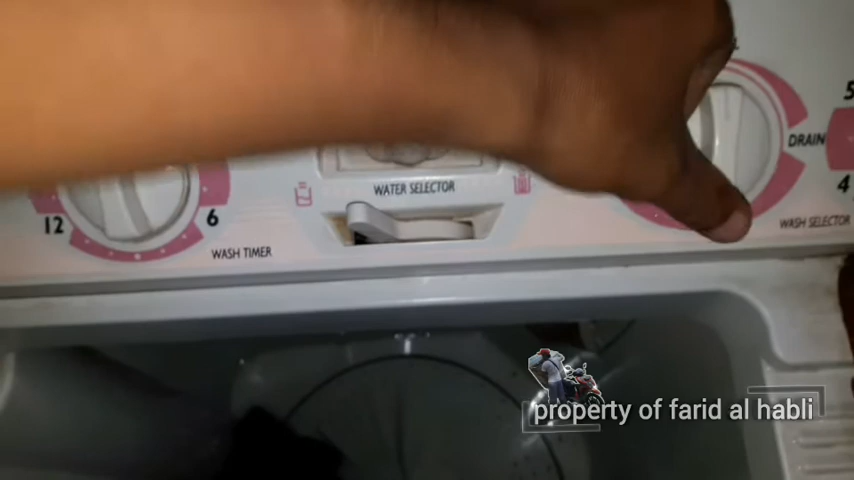 5
DRAIN
4
WATER SELECTOR
12
6
WASH TIMER
WASH SELECTOR
property of farid al habli